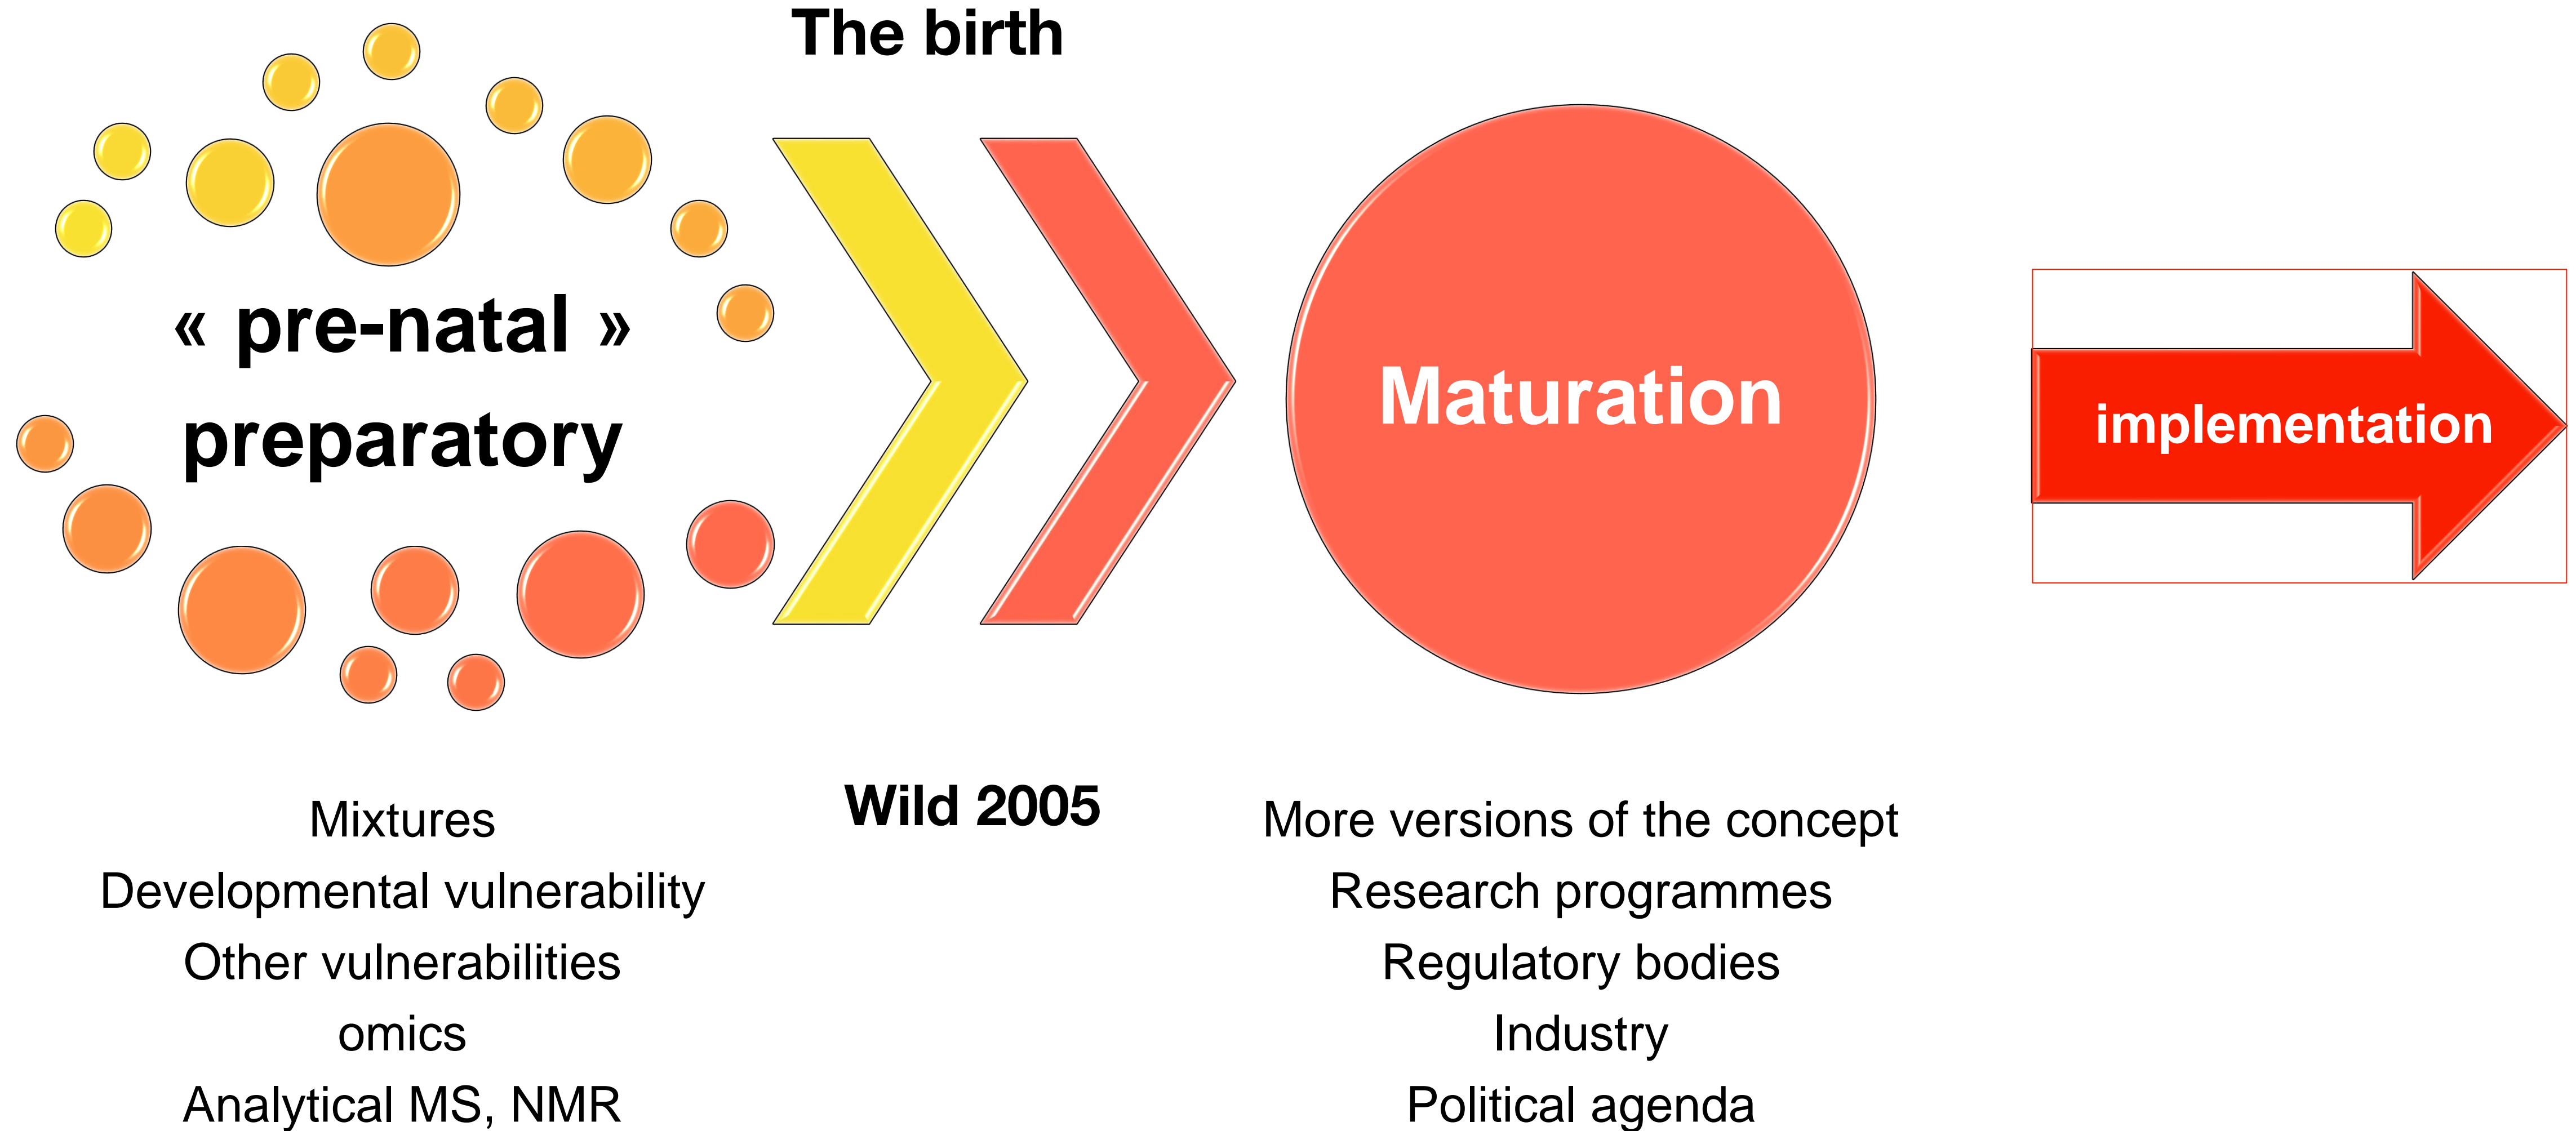 The birth
« pre-natal »
preparatory
Maturation
implementation
Mixtures
Developmental vulnerability
Other vulnerabilities
omics
Analytical MS, NMR
Wild 2005
More versions of the concept
Research programmes
Regulatory bodies
Industry
Political agenda